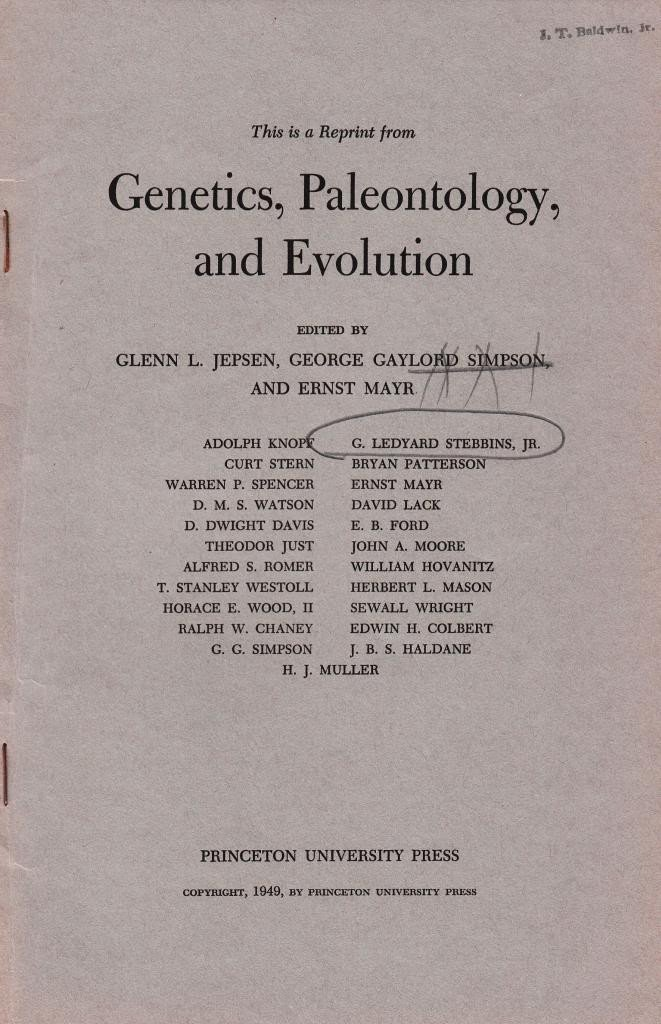 J. T. Baldwin, Jr.
This is a Reprint from
Genetics, Paleontology,
and Evolution
EDITED BY
GLENN L. JEPSEN, GEORGE GAYLORD SIMPSON,
AND ERNST MAYR
ADOLPH KNOPF G. LEDYARD STEBBINS, JR.
CURT STERN BRYAN PATTERSON
WARREN P. SPENCER ERNST MAYR
D. M. S. WATSON DAVID LACK
D. DWIGHT DAVIS E. B. FORD
THEODOR JUST JOHN A. MOORE
ALFRED S. ROMER WILLIAM HOVANITZ
T. STANLEY WESTOLL HERBERT L. MASON
HORACE E. WOOD, II SEWALL WRIGHT
RALPH W. CHANEY EDWIN H. COLBERT
G. G. SIMPSON J. B. S. HALDANE
H. J. MULLER
PRINCETON UNIVERSITY PRESS
COPYRIGHT, 1949, BY PRINCETON UNIVERSITY PRESS